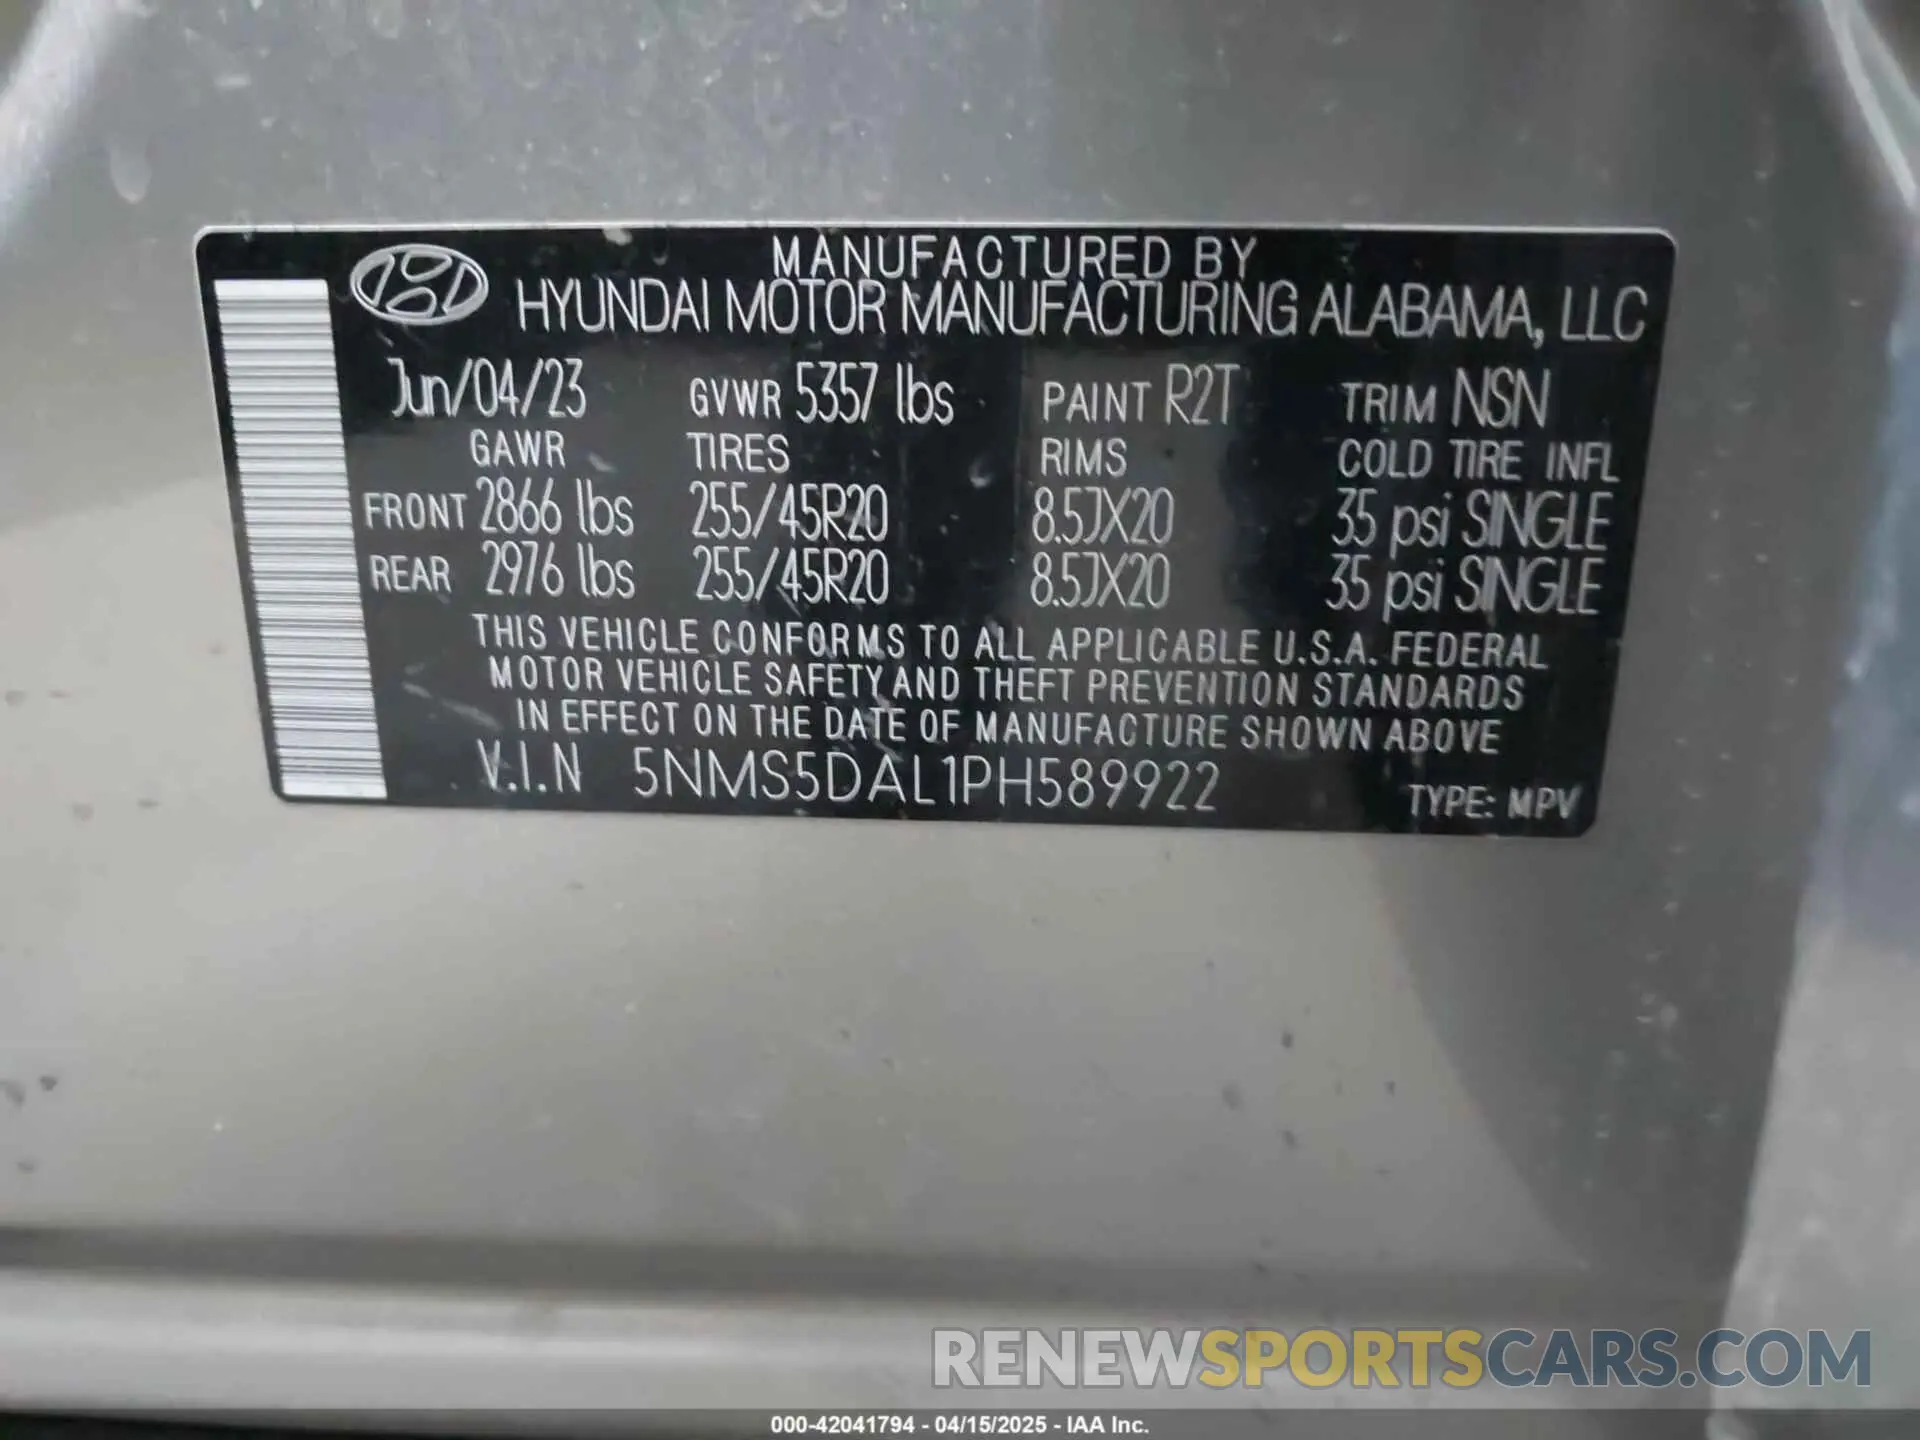 MANUFACTURED BY
HYUNDAI MOTOR MANUFACTURING ALABAMA, LLC
Jun/04/23 GVWR 5357 lbs PAINT R2T TRIM NSN
GAWR TIRES RIMS COLD TIRE INFL
FRONT 2866 lbs 255/45R20 8.5JX20 35 psi SINGLE
REAR 2976 lbs 255/45R20 8.5JX20 35 psi SINGLE
THIS VEHICLE CONFORMS TO ALL APPLICABLE U.S.A. FEDERAL
MOTOR VEHICLE SAFETY AND THEFT PREVENTION STANDARDS
IN EFFECT ON THE DATE OF MANUFACTURE SHOWN ABOVE
V.I.N 5NMS5DAL1PH589922 TYPE: MPV
RENEWSPORTSCARS.COM
000-42041794 - 04/15/2025 - IAA Inc.